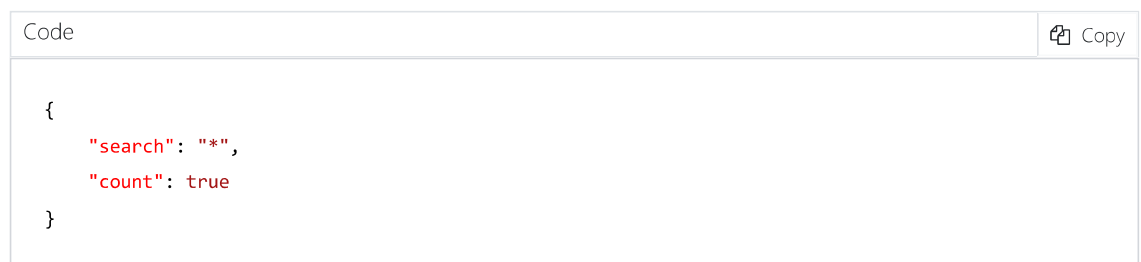 Code
Copy
{
    "search": "*",
    "count": true
}